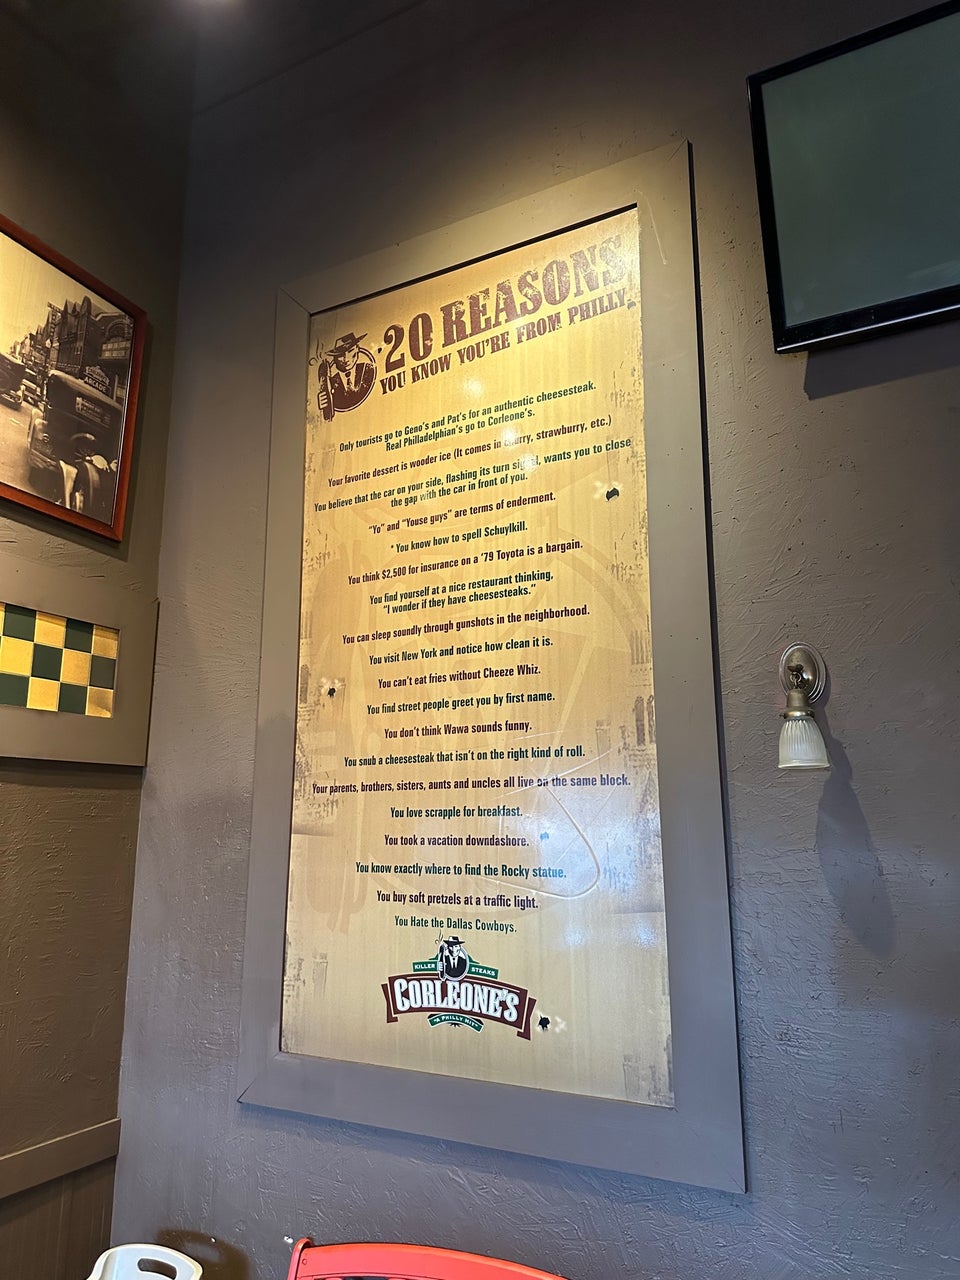 20 REASONS
YOU KNOW YOU'RE FROM PHILLY.
Only tourists go to Geno's and Pat's for an authentic cheesesteak.
Real Philladelphian's go to Corleone's.
Your favorite dessert is wooder ice (It comes in churry, strawburry, etc.)
You believe that the car on your side, flashing its turn signal, wants you to close
the gap with the car in front of you.
"Yo" and "Youse guys" are terms of enderment.
* You know how to spell Schuylkill.
You think $2,500 for insurance on a '79 Toyota is a bargain.
You find yourself at a nice restaurant thinking,
"I wonder if they have cheesesteaks."
You can sleep soundly through gunshots in the neighborhood.
You visit New York and notice how clean it is.
You can't eat fries without Cheeze Whiz.
You find street people greet you by first name.
You don't think Wawa sounds funny.
You snub a cheesesteak that isn't on the right kind of roll.
Your parents, brothers, sisters, aunts and uncles all live on the same block.
You love scrapple for breakfast.
You took a vacation downdashore.
You know exactly where to find the Rocky statue.
You buy soft pretzels at a traffic light.
You Hate the Dallas Cowboys.
KILLER STEAKS
CORLEONE'S
"A PHILLY HIT"
ARCADE